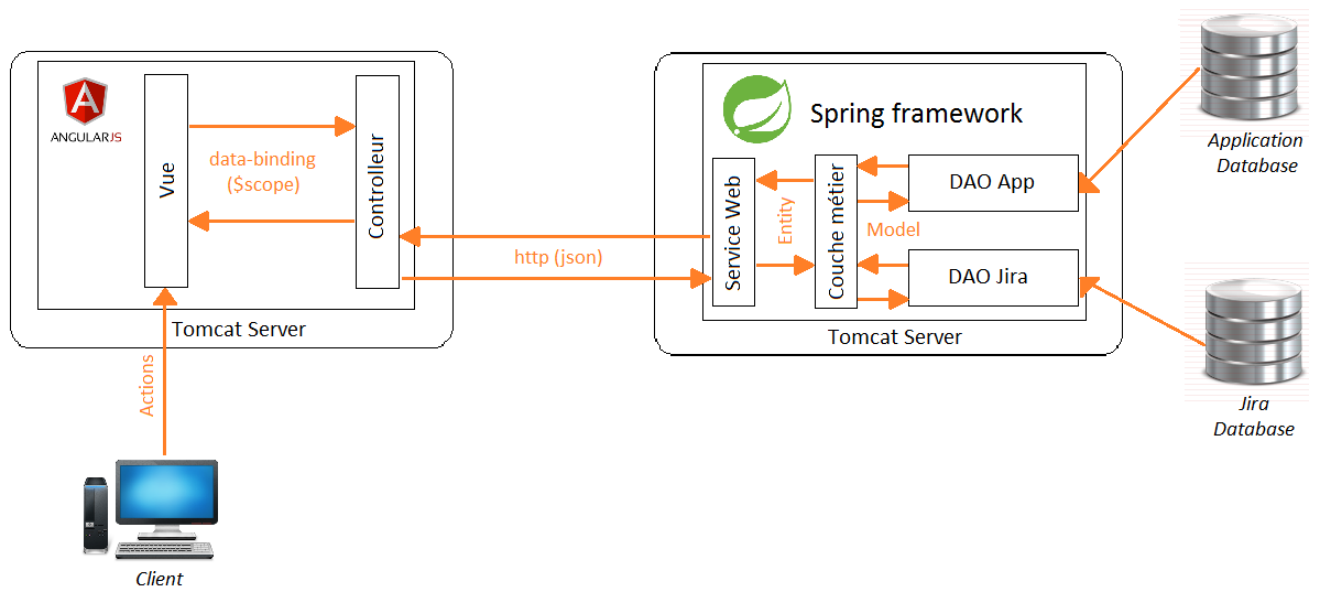 ANGULARJS
Vue
data-binding
($scope)
Controlleur
Tomcat Server
Actions
Client
http (json)
Spring framework
Service Web
Entity
Couche métier
Model
DAO App
DAO Jira
Tomcat Server
Application
Database
Jira
Database